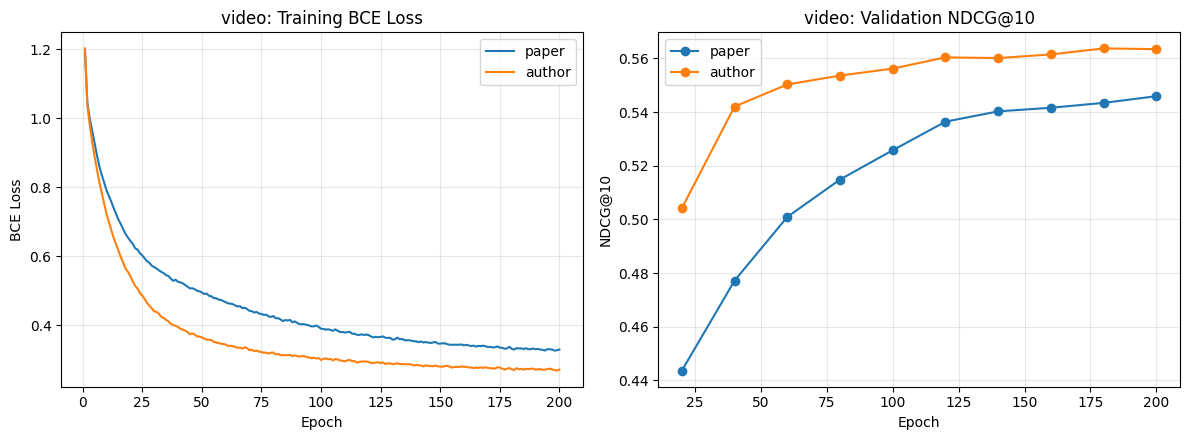 video: Training BCE Loss
paper
author
1.2
1.0
0.8
0.6
0.4
BCE Loss
0 25 50 75 100 125 150 175 200
Epoch
video: Validation NDCG@10
paper
author
0.56
0.54
0.52
0.50
0.48
0.46
0.44
NDCG@10
25 50 75 100 125 150 175 200
Epoch